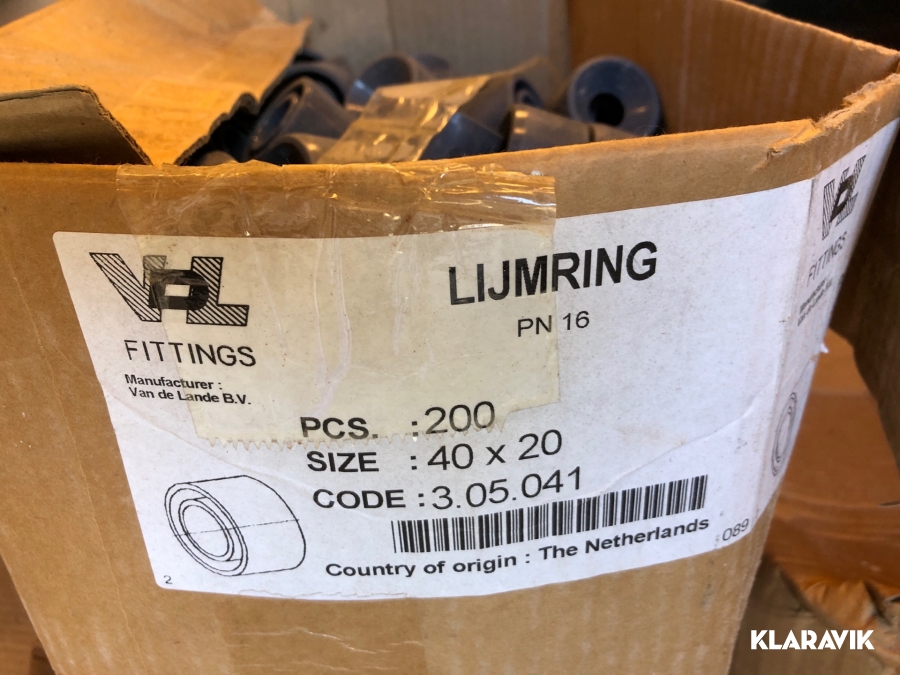 VDL
FITTINGS
Manufacturer :
Van de Lande B.V.
LIJMRING
PN 16
PCS. : 200
SIZE : 40 x 20
CODE : 3.05.041
Country of origin : The Netherlands
089
2
FITTINGS
KLARAVIK